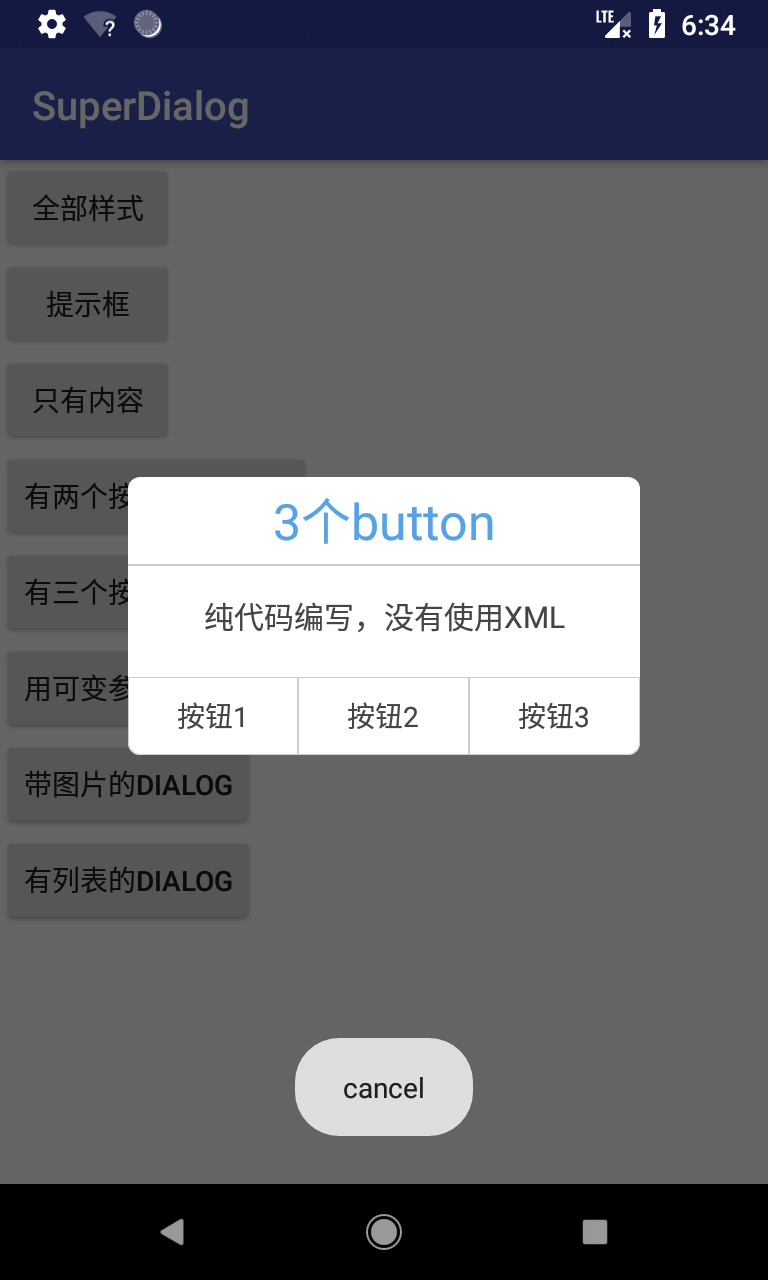 LTE 6:34
SuperDialog
全部样式
提示框
只有内容
有两个按
3个button
有三个按
纯代码编写，没有使用XML
用可变参
按钮1 按钮2 按钮3
带图片的DIALOG
有列表的DIALOG
cancel